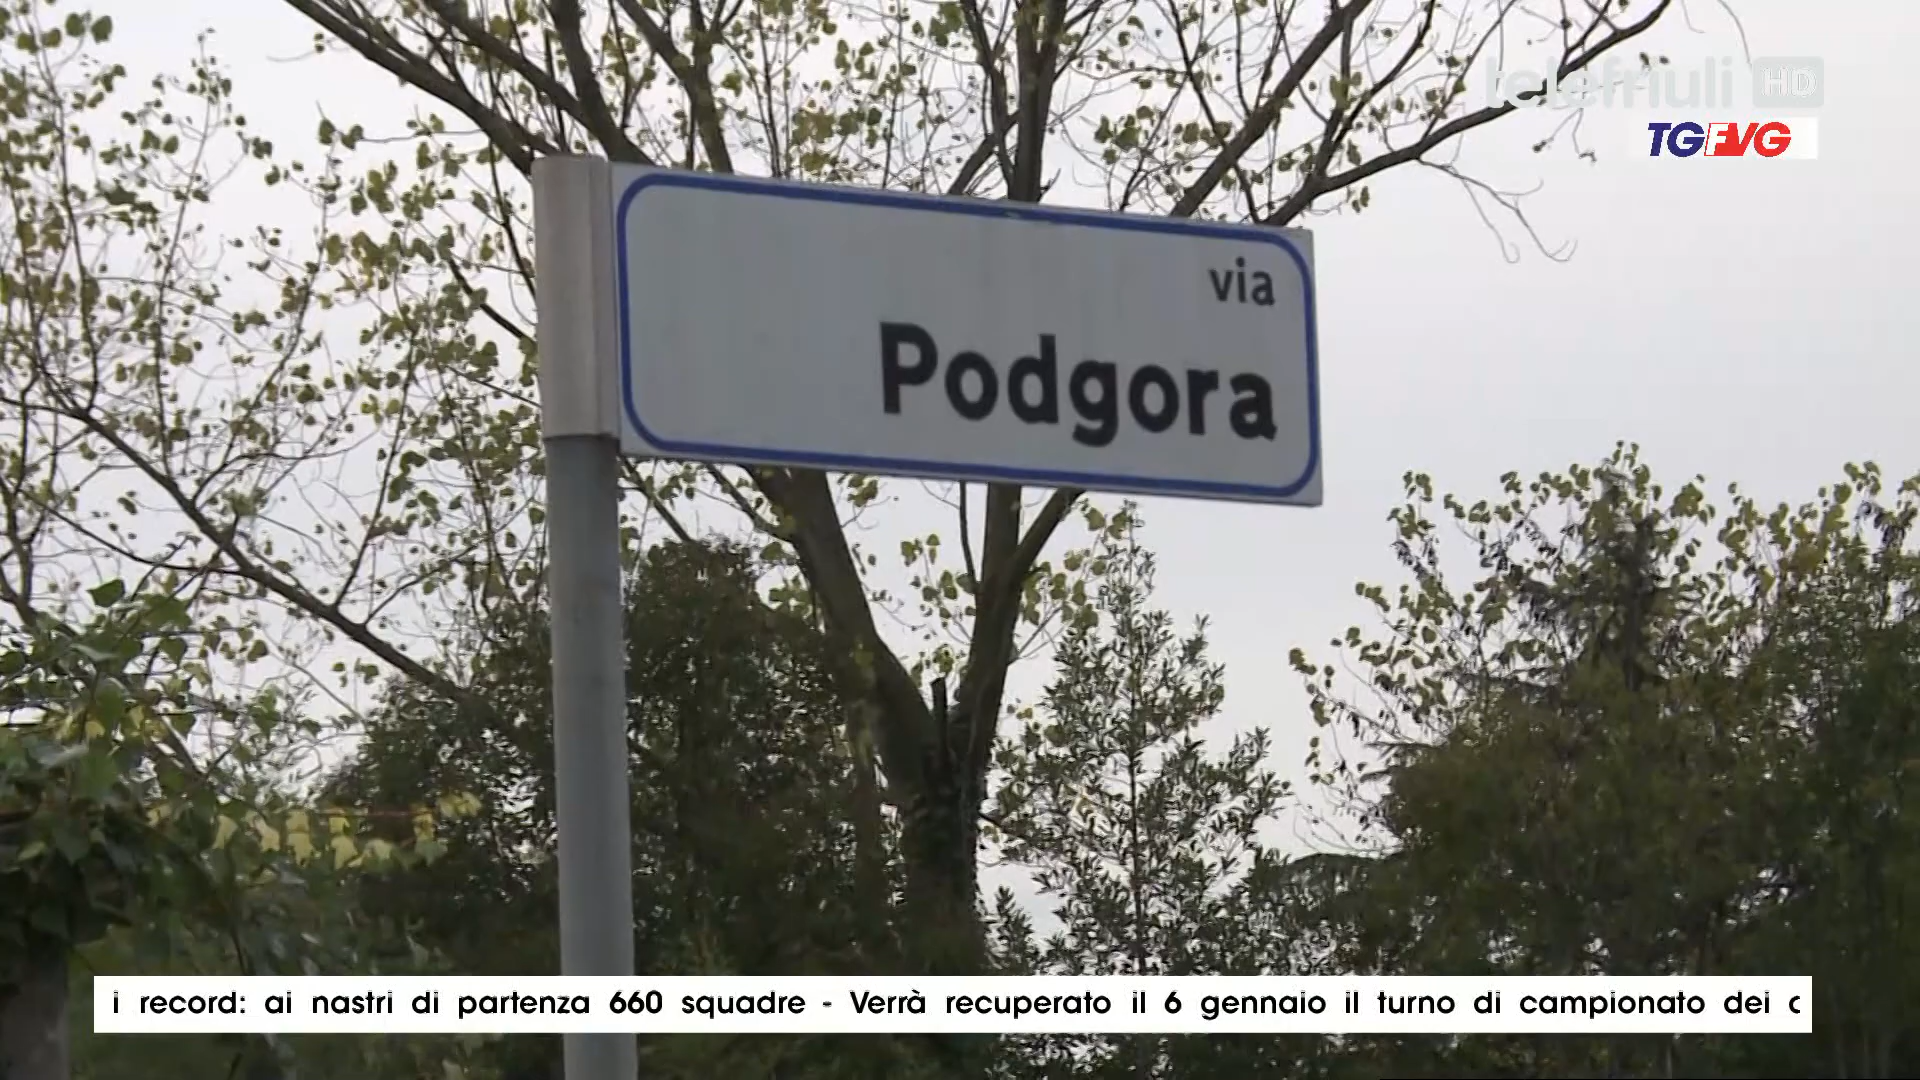 telefriuli HD
TGFVG
via
Podgora
i record: ai nastri di partenza 660 squadre - Verrà recuperato il 6 gennaio il turno di campionato dei